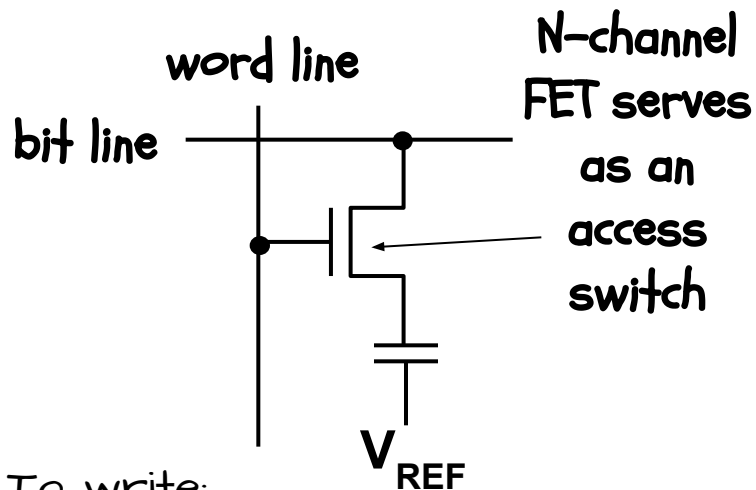 word line
bit line
N-channel
FET serves
as an
access
switch
VREF
To write: